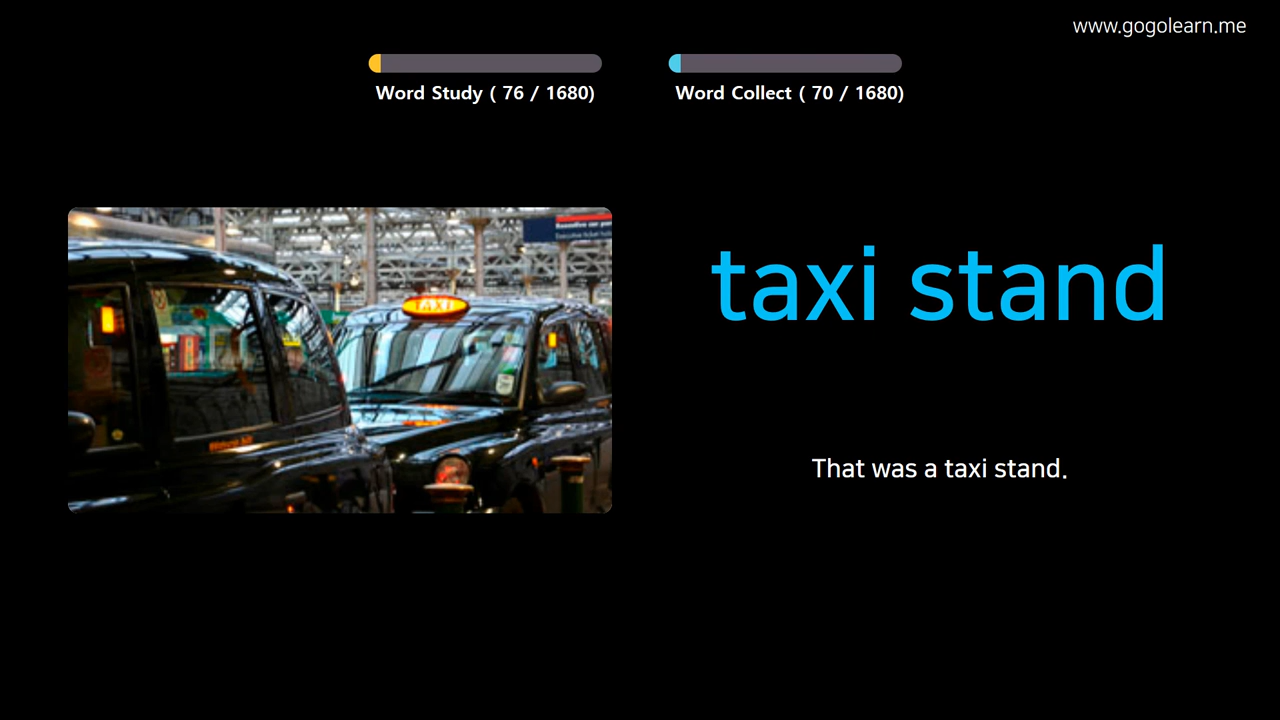 www.gogolearn.me
Word Study ( 76 / 1680)
Word Collect ( 70 / 1680)
taxi stand
That was a taxi stand.
TAXI